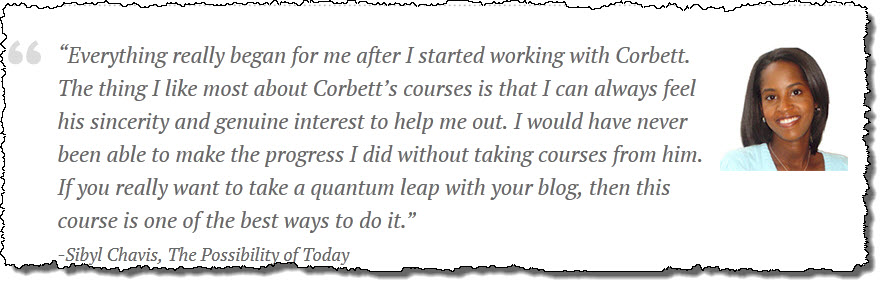 “Everything really began for me after I started working with Corbett.
The thing I like most about Corbett’s courses is that I can always feel
his sincerity and genuine interest to help me out. I would have never
been able to make the progress I did without taking courses from him.
If you really want to take a quantum leap with your blog, then this
course is one of the best ways to do it.”
-Sibyl Chavis, The Possibility of Today